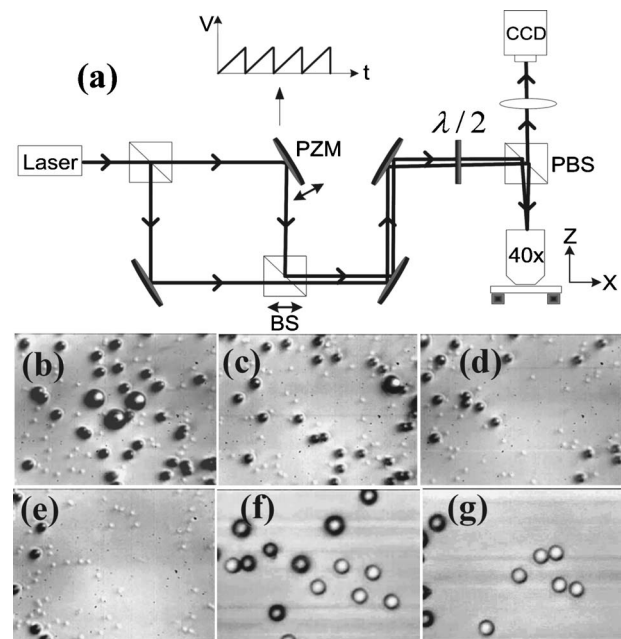 V
t
(a)
CCD
PZM
λ/2
Laser
PBS
40x
Z
X
BS
(b)
(c)
(d)
(e)
(f)
(g)